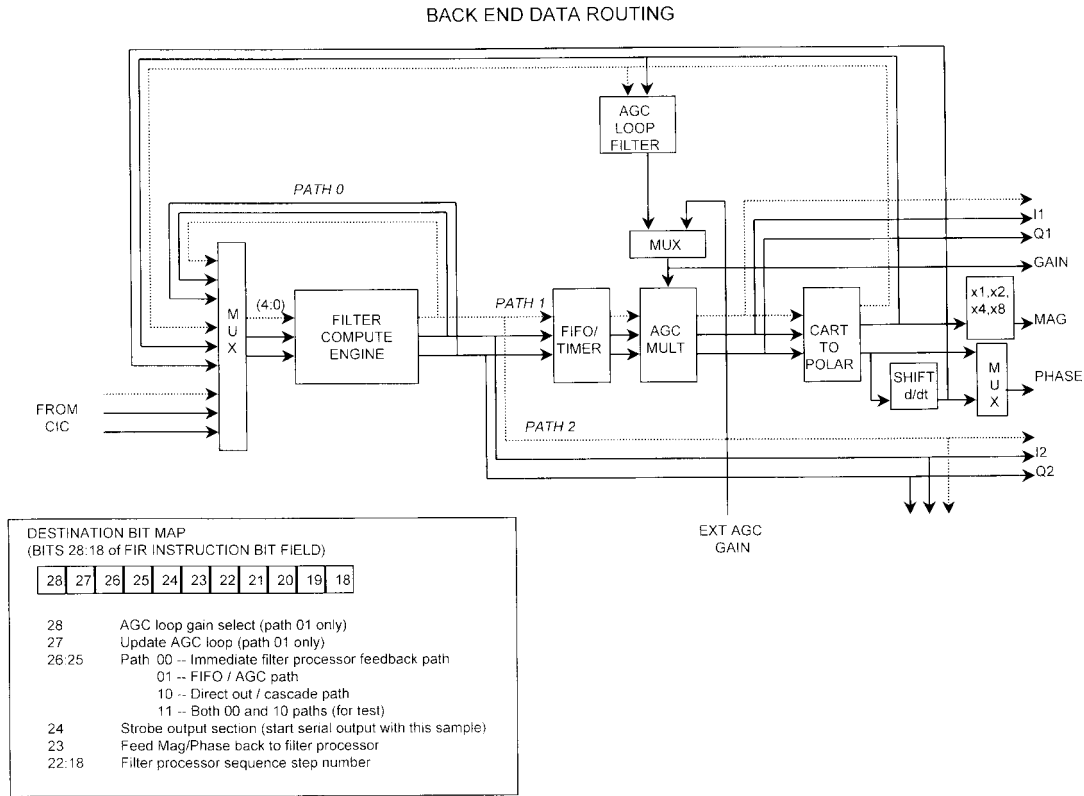 BACK END DATA ROUTING
AGC
LOOP
FILTER
PATH 0
MUX
I1
Q1
GAIN
(4:0)
M
U
X
FILTER
COMPUTE
ENGINE
PATH 1
FIFO/
TIMER
AGC
MULT
CART
TO
POLAR
x1,x2,
x4,x8
MAG
SHIFT
d/dt
M
U
X
PHASE
FROM
CIC
PATH 2
I2
Q2
EXT AGC
GAIN
DESTINATION BIT MAP
(BITS 28:18 of FIR INSTRUCTION BIT FIELD)
28 27 26 25 24 23 22 21 20 19 18
28 AGC loop gain select (path 01 only)
27 Update AGC loop (path 01 only)
26:25 Path 00 -- Immediate filter processor feedback path
01 -- FIFO / AGC path
10 -- Direct out / cascade path
11 -- Both 00 and 10 paths (for test)
24 Strobe output section (start serial output with this sample)
23 Feed Mag/Phase back to filter processor
22:18 Filter processor sequence step number